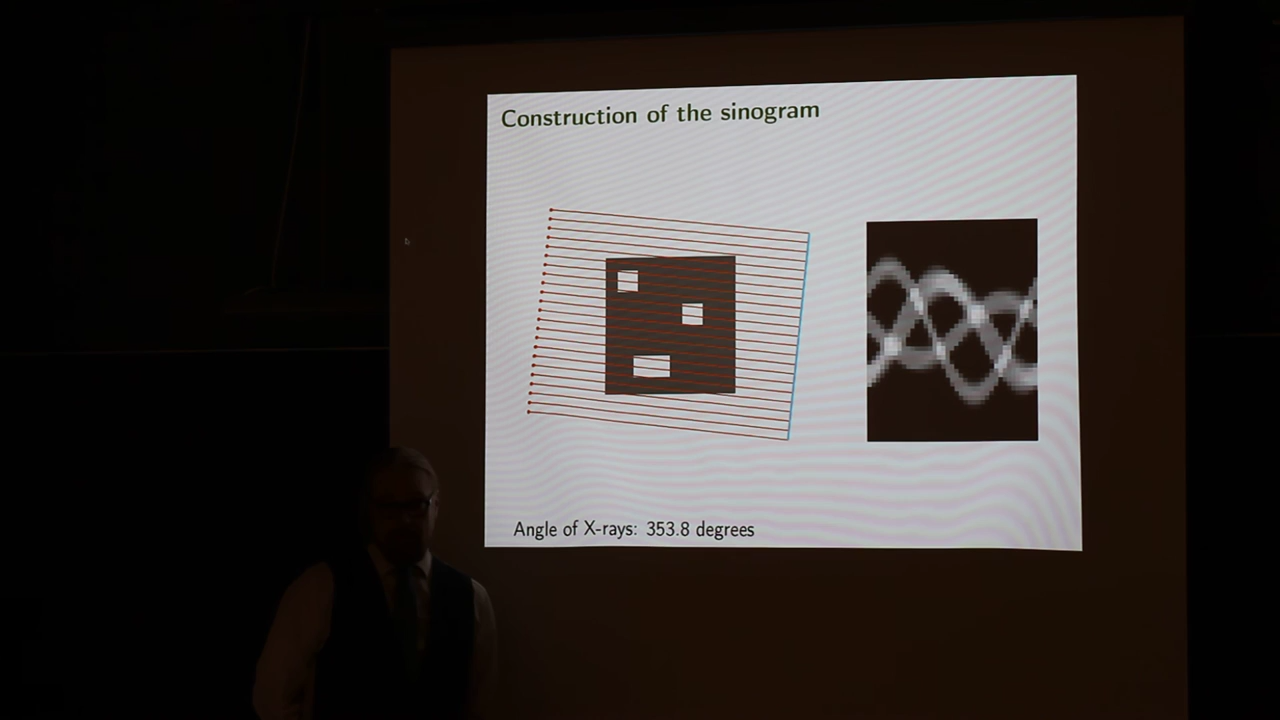 Construction of the sinogram
Angle of X-rays: 353.8 degrees